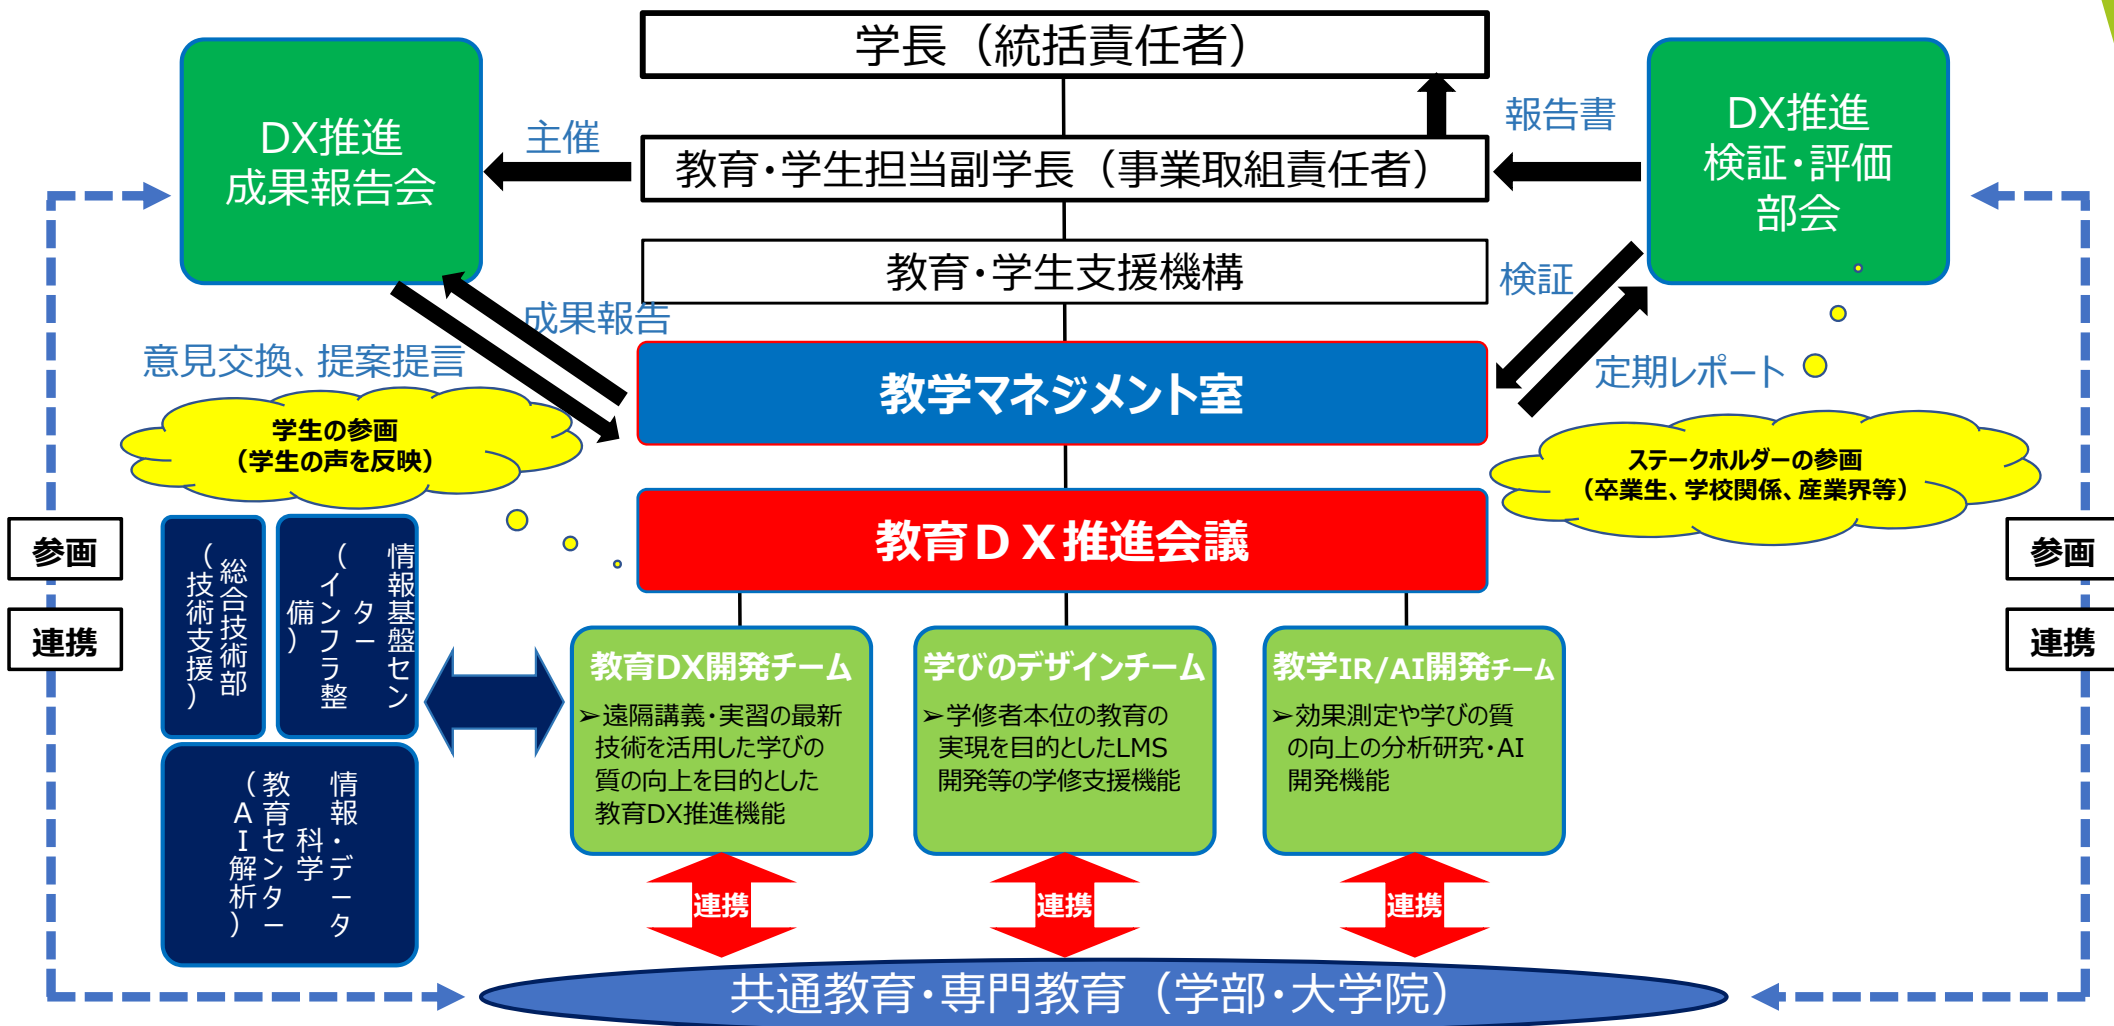 学長（統括責任者）
DX推進
成果報告会
主催
教育・学生担当副学長（事業取組責任者）
報告書
DX推進
検証・評価
部会
教育・学生支援機構
成果報告
検証
意見交換、提案提言
定期レポート
教学マネジメント室
学生の参画
（学生の声を反映）
ステークホルダーの参画
（卒業生、学校関係、産業界等）
教育ＤＸ推進会議
参画
連携
参画
連携
総合技術部
（技術支援）
情報基盤セン
ター
（インフラ整
備）
情報・データ
科学
教育センター
（ＡＩ解析）
教育DX開発チーム
➢遠隔講義・実習の最新
技術を活用した学びの
質の向上を目的とした
教育DX推進機能
学びのデザインチーム
➢学修者本位の教育の
実現を目的としたLMS
開発等の学修支援機能
教学IR/AI開発チーム
➢効果測定や学びの質
の向上の分析研究・AI
開発機能
連携
連携
連携
共通教育・専門教育（学部・大学院）